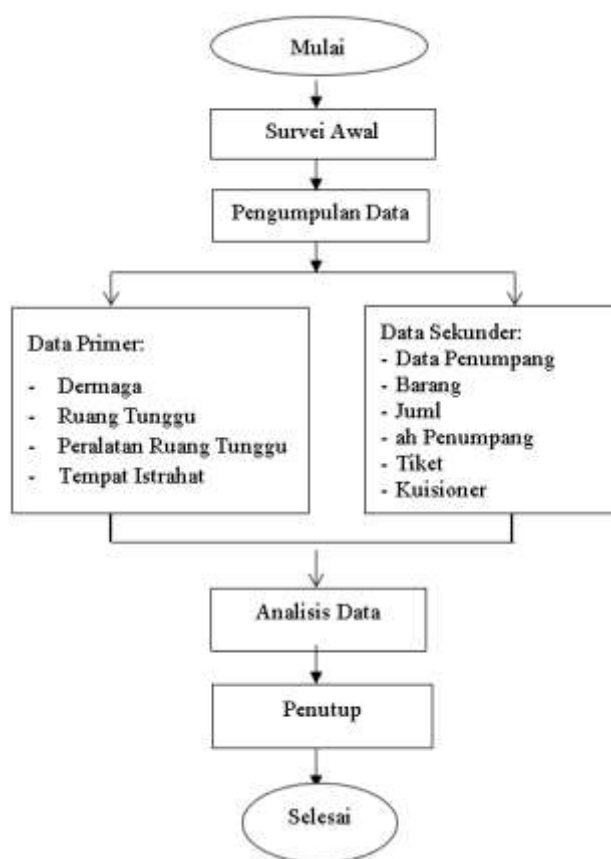 Mulai
Survei Awal
Pengumpulan Data
Data Primer:
- Dermaga
- Ruang Tunggu
- Peralatan Ruang Tunggu
- Tempat Istrahat
Data Sekunder:
- Data Penumpang
- Barang
- Juml
- ah Penumpang
- Tiket
- Kuisioner
Analisis Data
Penutup
Selesai